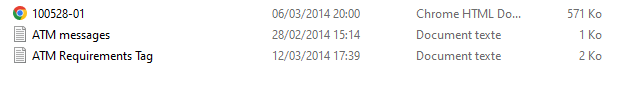 100528-01 06/03/2014 20:00 Chrome HTML Do... 571 Ko
ATM messages 28/02/2014 15:14 Document texte 1 Ko
ATM Requirements Tag 12/03/2014 17:39 Document texte 2 Ko